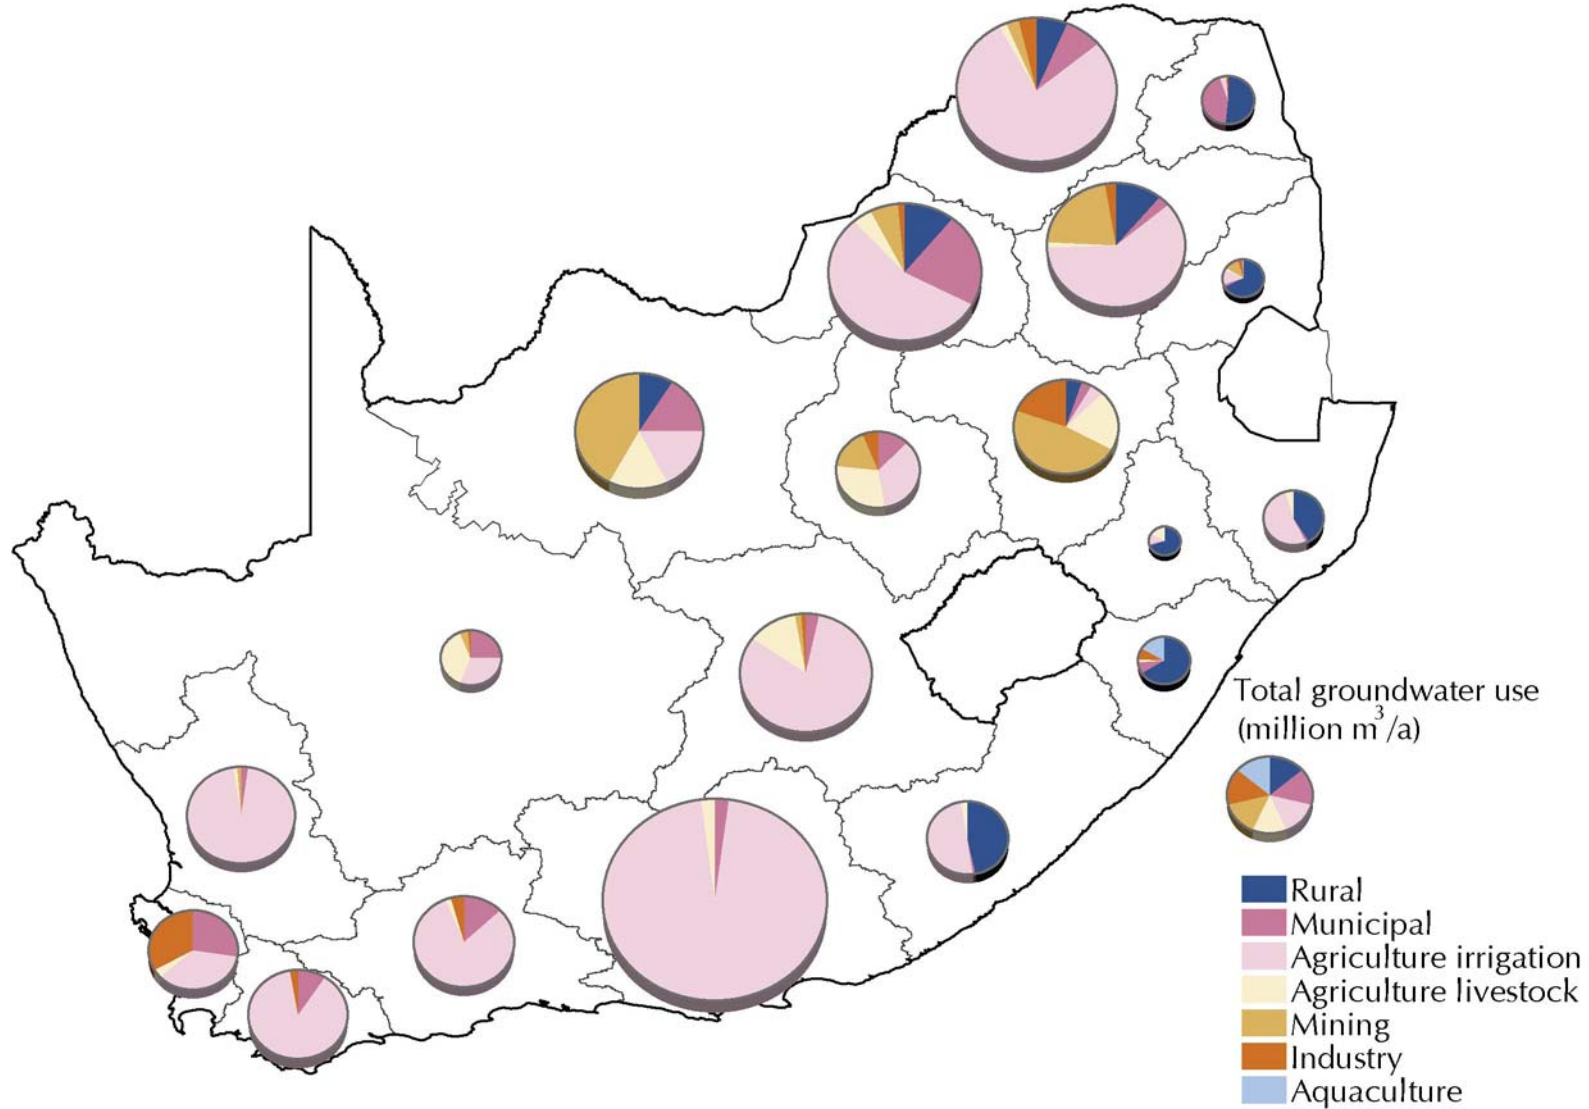 Total groundwater use
(million m³/a)
Rural
Municipal
Agriculture irrigation
Agriculture livestock
Mining
Industry
Aquaculture